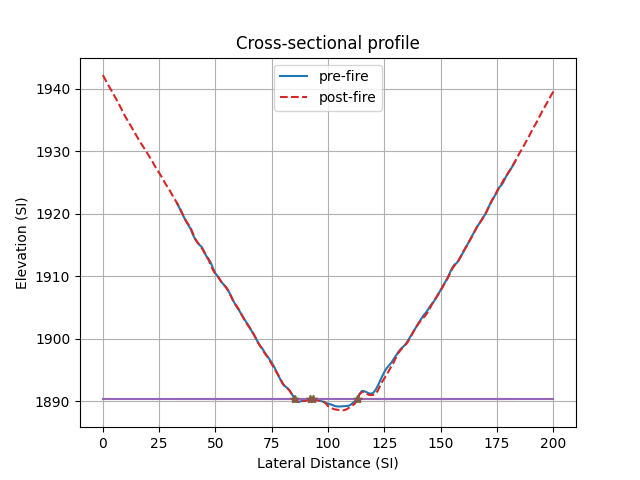 Cross-sectional profile
pre-fire
post-fire
1940
1930
1920
1910
1900
1890
Elevation (SI)
0 25 50 75 100 125 150 175 200
Lateral Distance (SI)